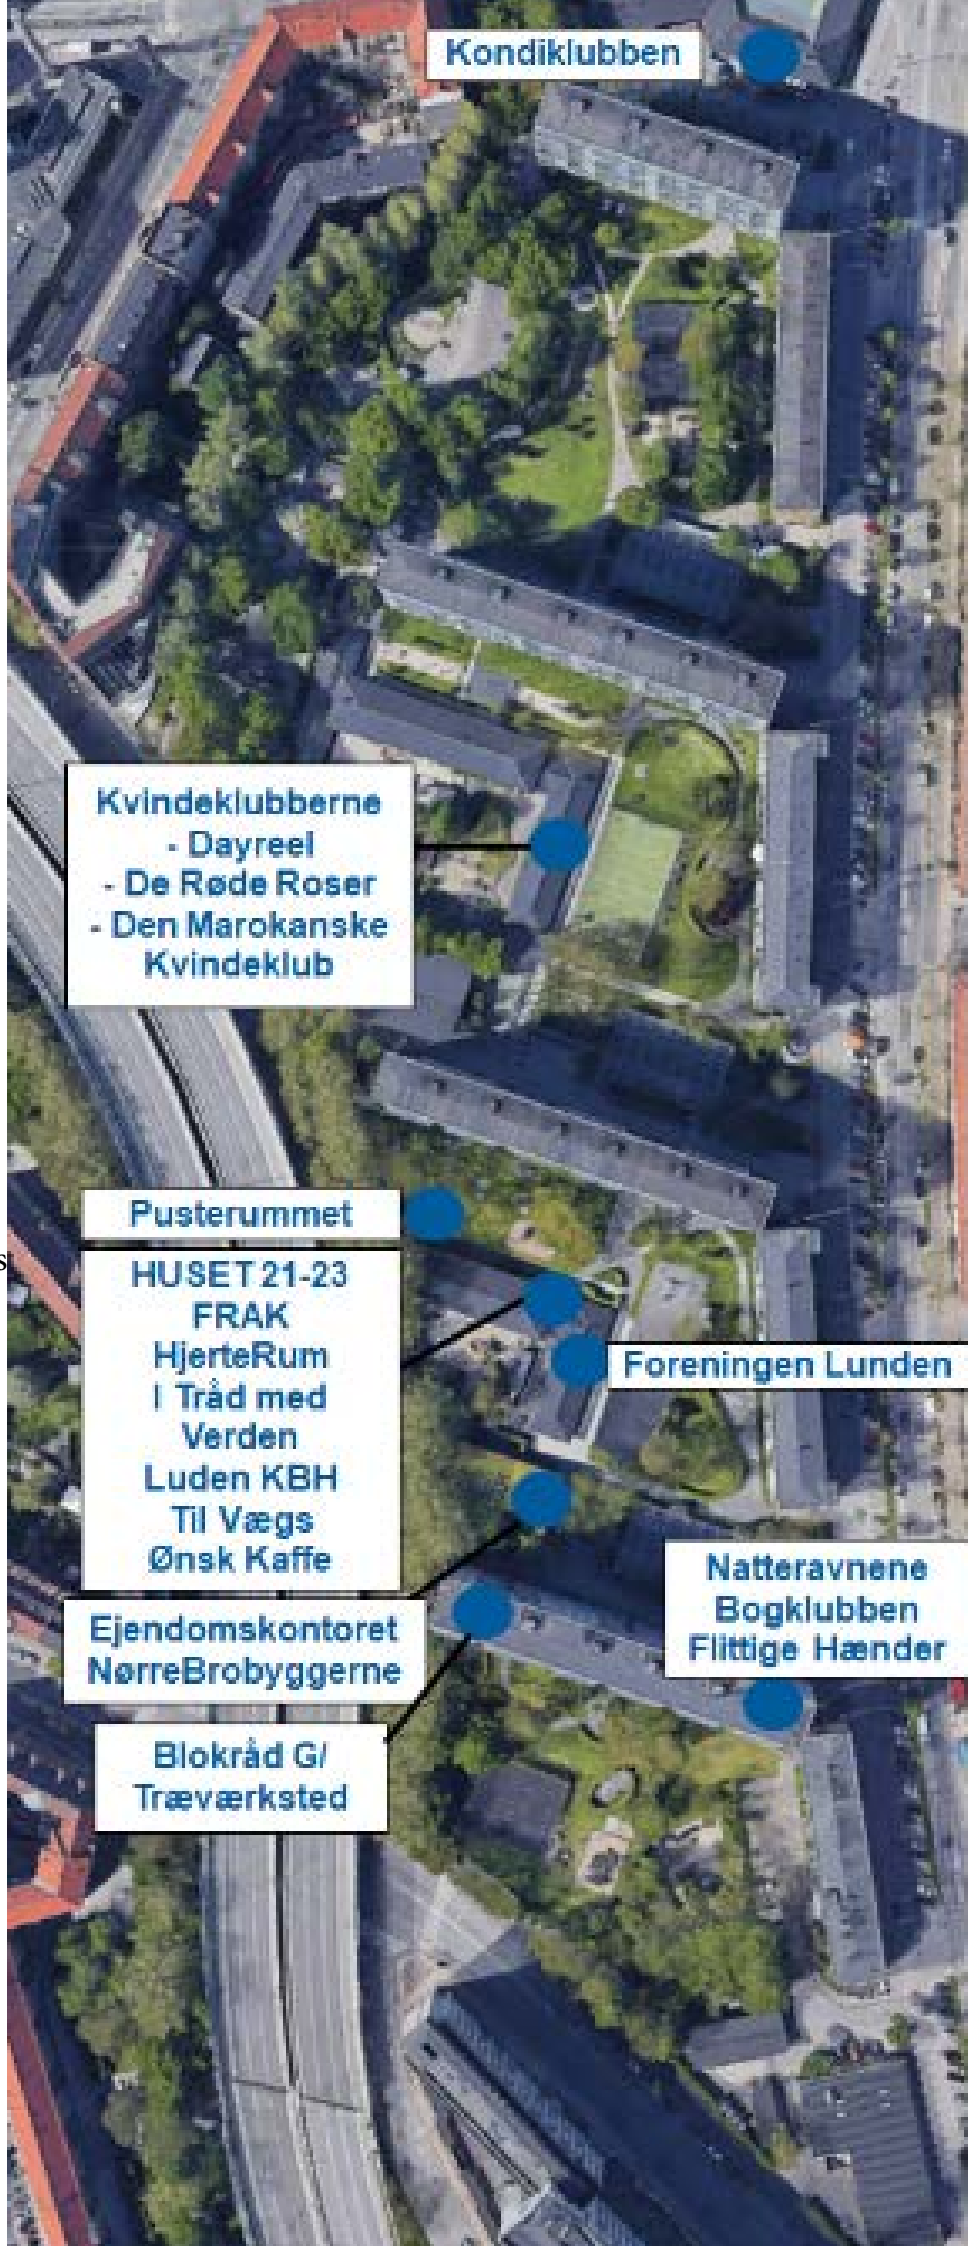 Kondiklubben
Kvindeklubberne
- Dayreel
- De Røde Roser
- Den Marokanske
Kvindeklub
Pusterummet
HUSET 21-23
FRAK
HjerteRum
I Tråd med
Verden
Luden KBH
Til Vægs
Ønsk Kaffe
Foreningen Lunden
Natteravnene
Bogklubben
Flittige Hænder
Ejendomskontoret
NørreBrobyggerne
Blokråd G/
Træværksted